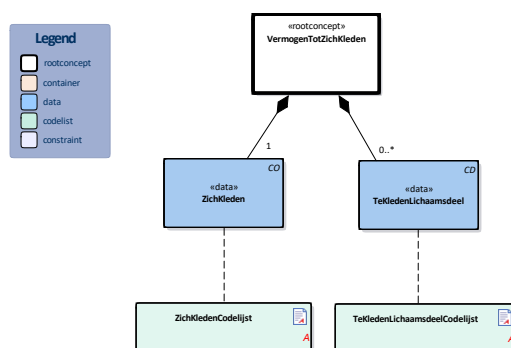 «rootconcept»
VermogenTotZichKleden
Legend
rootconcept
container
data
codelist
constraint
1
0..*
CO
«data»
ZichKleden
CD
«data»
TeKledenLichaamsdeel
ZichKledenCodelijst
A
TeKledenLichaamsdeelCodelijst
A